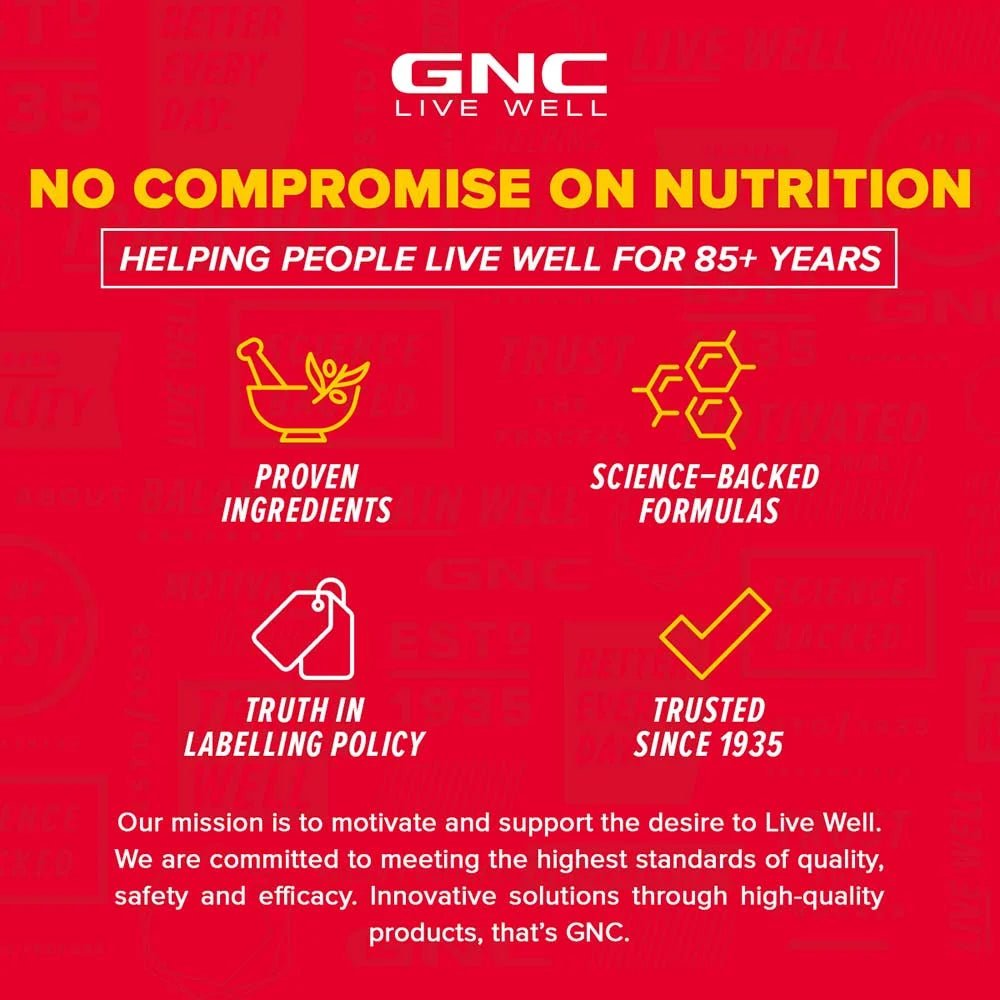 GNC
LIVE WELL
NO COMPROMISE ON NUTRITION
HELPING PEOPLE LIVE WELL FOR 85+ YEARS
PROVEN
INGREDIENTS
SCIENCE-BACKED
FORMULAS
TRUTH IN
LABELLING POLICY
TRUSTED
SINCE 1935
Our mission is to motivate and support the desire to Live Well.
We are committed to meeting the highest standards of quality,
safety and efficacy. Innovative solutions through high-quality
products, that's GNC.